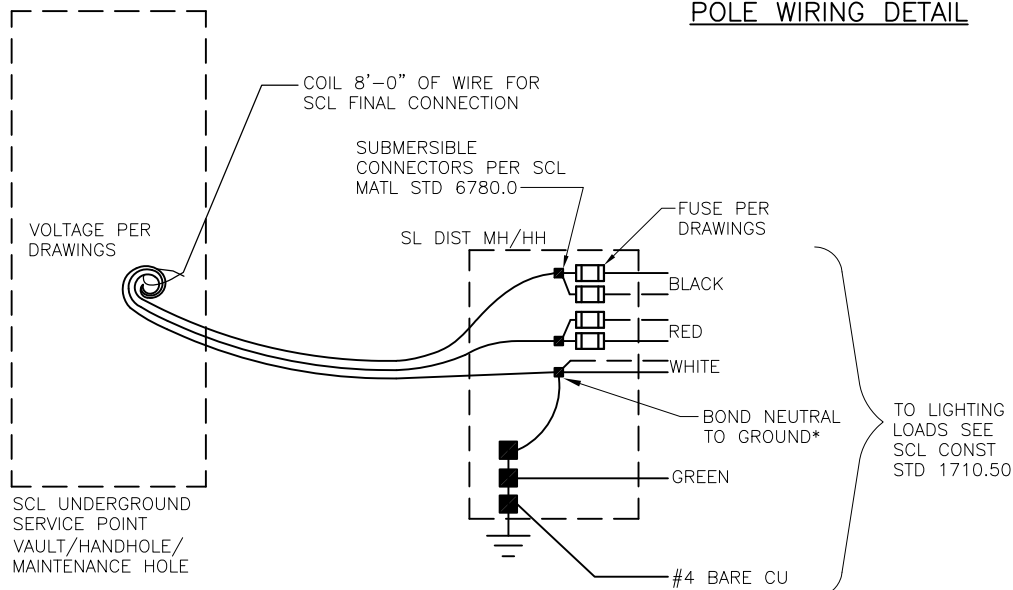 POLE WIRING DETAIL
COIL 8'-0" OF WIRE FOR
SCL FINAL CONNECTION
SUBMERSIBLE
CONNECTORS PER SCL
MATL STD 6780.0
VOLTAGE PER
DRAWINGS
FUSE PER
DRAWINGS
SL DIST MH/HH
BLACK
RED
WHITE
BOND NEUTRAL
TO GROUND*
TO LIGHTING
LOADS SEE
SCL CONST
STD 1710.50
GREEN
SCL UNDERGROUND
SERVICE POINT
VAULT/HANDHOLE/
MAINTENANCE HOLE
#4 BARE CU